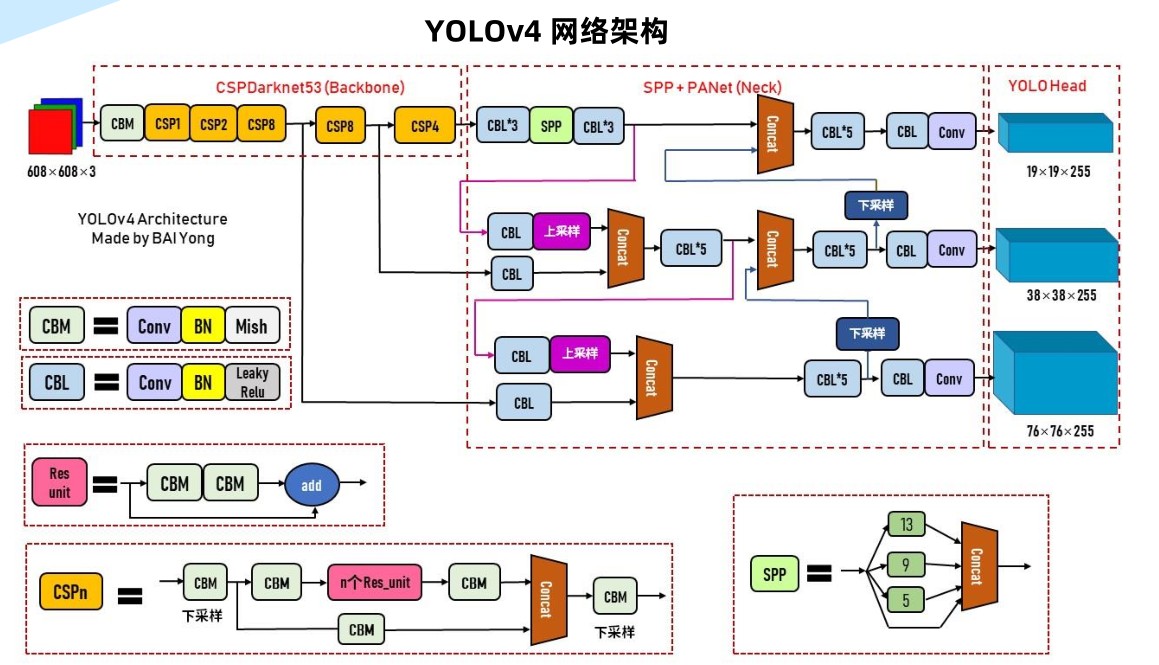 YOLOv4 网络架构
CSPDarknet53 (Backbone)
SPP + PANet (Neck)
YOLO Head
CBM
CSP1
CSP2
CSP8
CSP8
CSP4
CBL*3
SPP
CBL*3
Concat
CBL*5
CBL
Conv
608×608×3
19×19×255
YOLOv4 Architecture
Made by BAI Yong
下采样
CBL
上采样
Concat
CBL*5
Concat
CBL*5
CBL
Conv
CBL
38×38×255
CBM
Conv
BN
Mish
下采样
CBL
上采样
Concat
CBL*5
CBL
Conv
CBL
Conv
BN
Leaky
Relu
CBL
76×76×255
Res
unit
CBM
CBM
add
CSPn
CBM
CBM
n个Res_unit
CBM
Concat
CBM
下采样
CBM
下采样
SPP
13
9
5
Concat